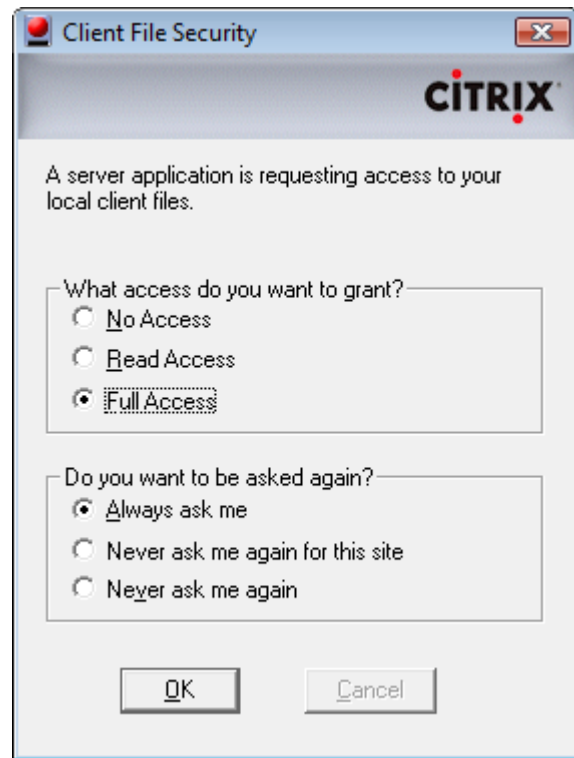 Client File Security
CİTRIX
A server application is requesting access to your
local client files.
What access do you want to grant?
No Access
Read Access
Full Access
Do you want to be asked again?
Always ask me
Never ask me again for this site
Never ask me again
OK
Cancel